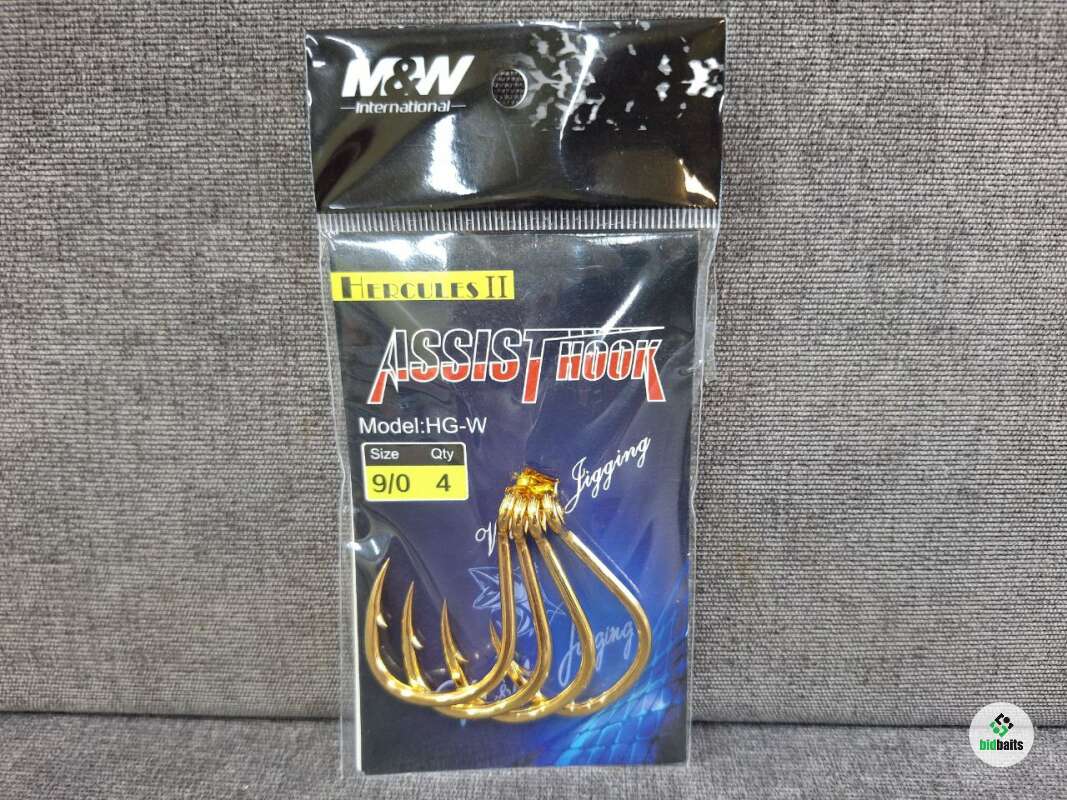 M&W
International
HERCULES II
ASSIST HOOK
Model:HG-W
Size Qty
9/0 4
Jigging
Jigging
bidbaits